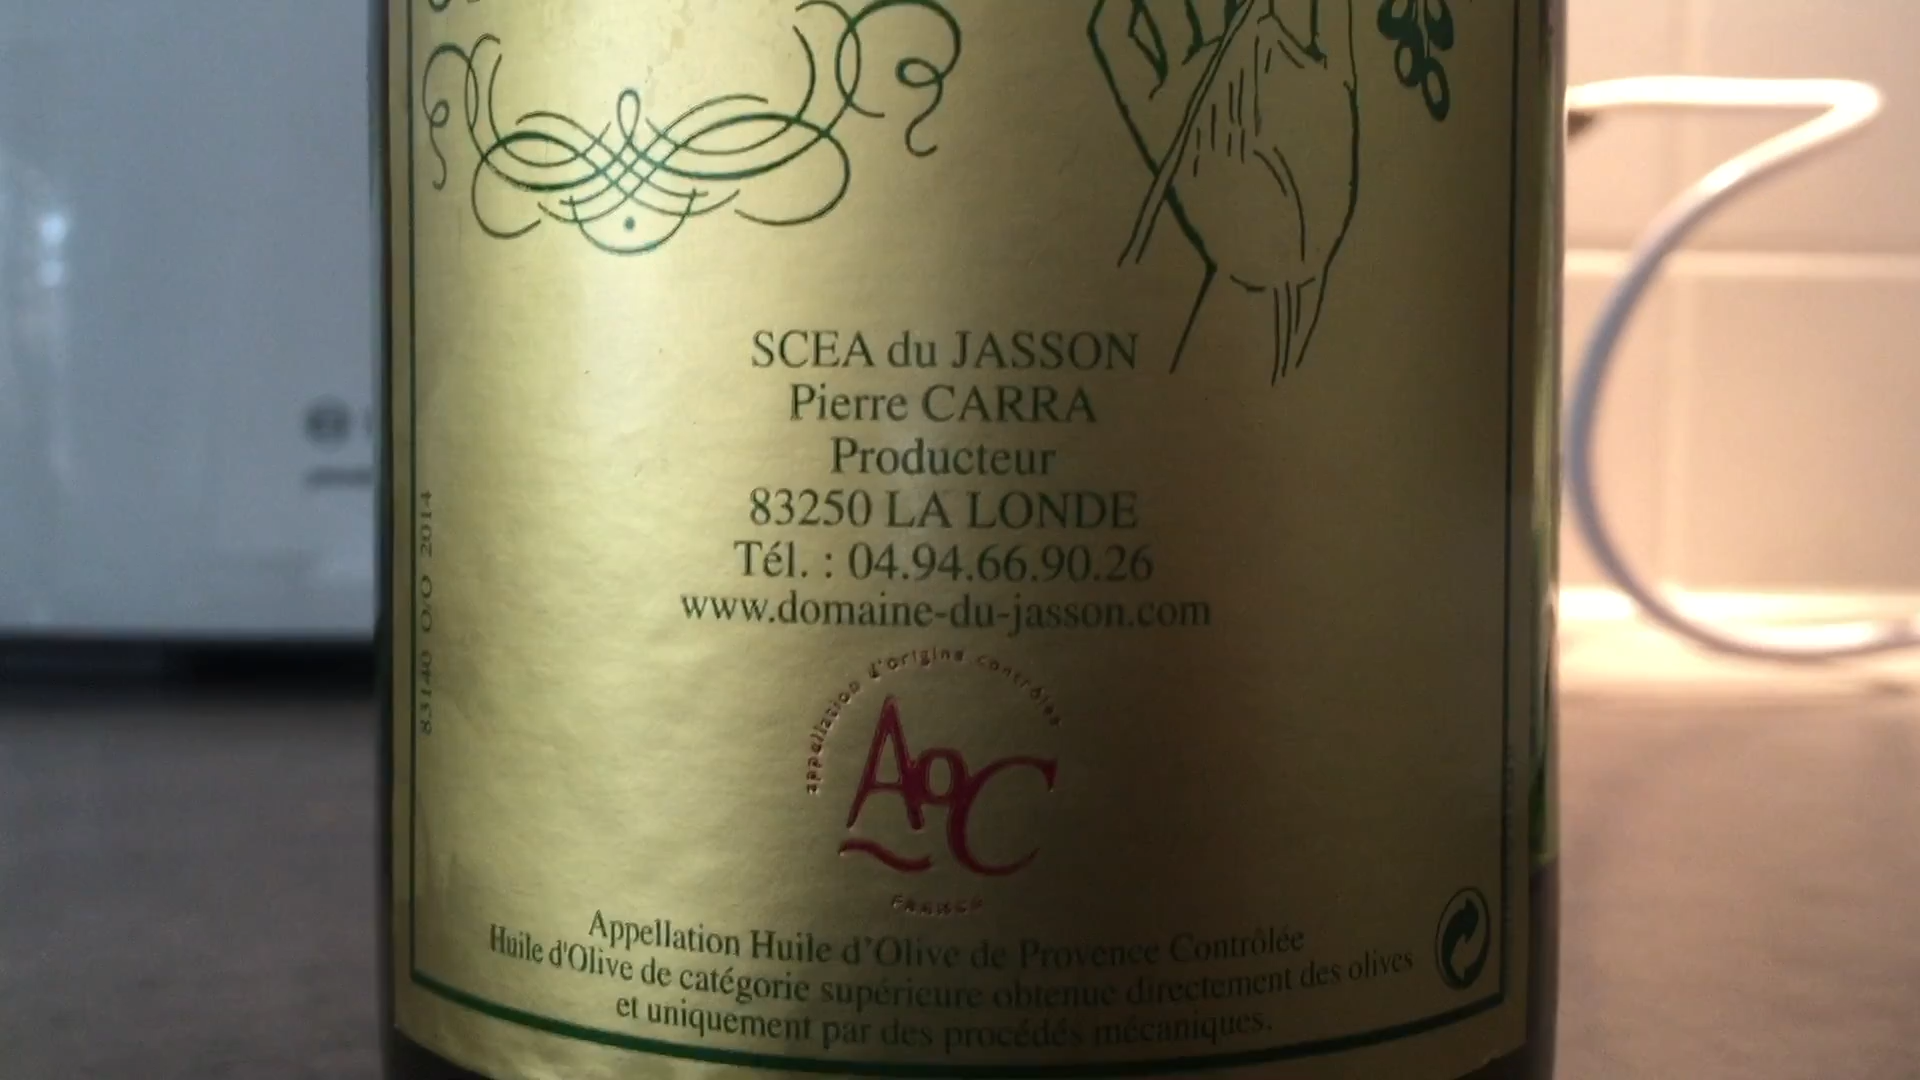 SCEA du JASSON
Pierre CARRA
Producteur
83250 LA LONDE
Tél. : 04.94.66.90.26
www.domaine-du-jasson.com
83140 O/O 2014
appellation d'origine contrôlée
AOC
FRANCE
Appellation Huile d'Olive de Provence Contrôlée
Huile d'Olive de catégorie supérieure obtenue directement des olives
et uniquement par des procédés mécaniques.